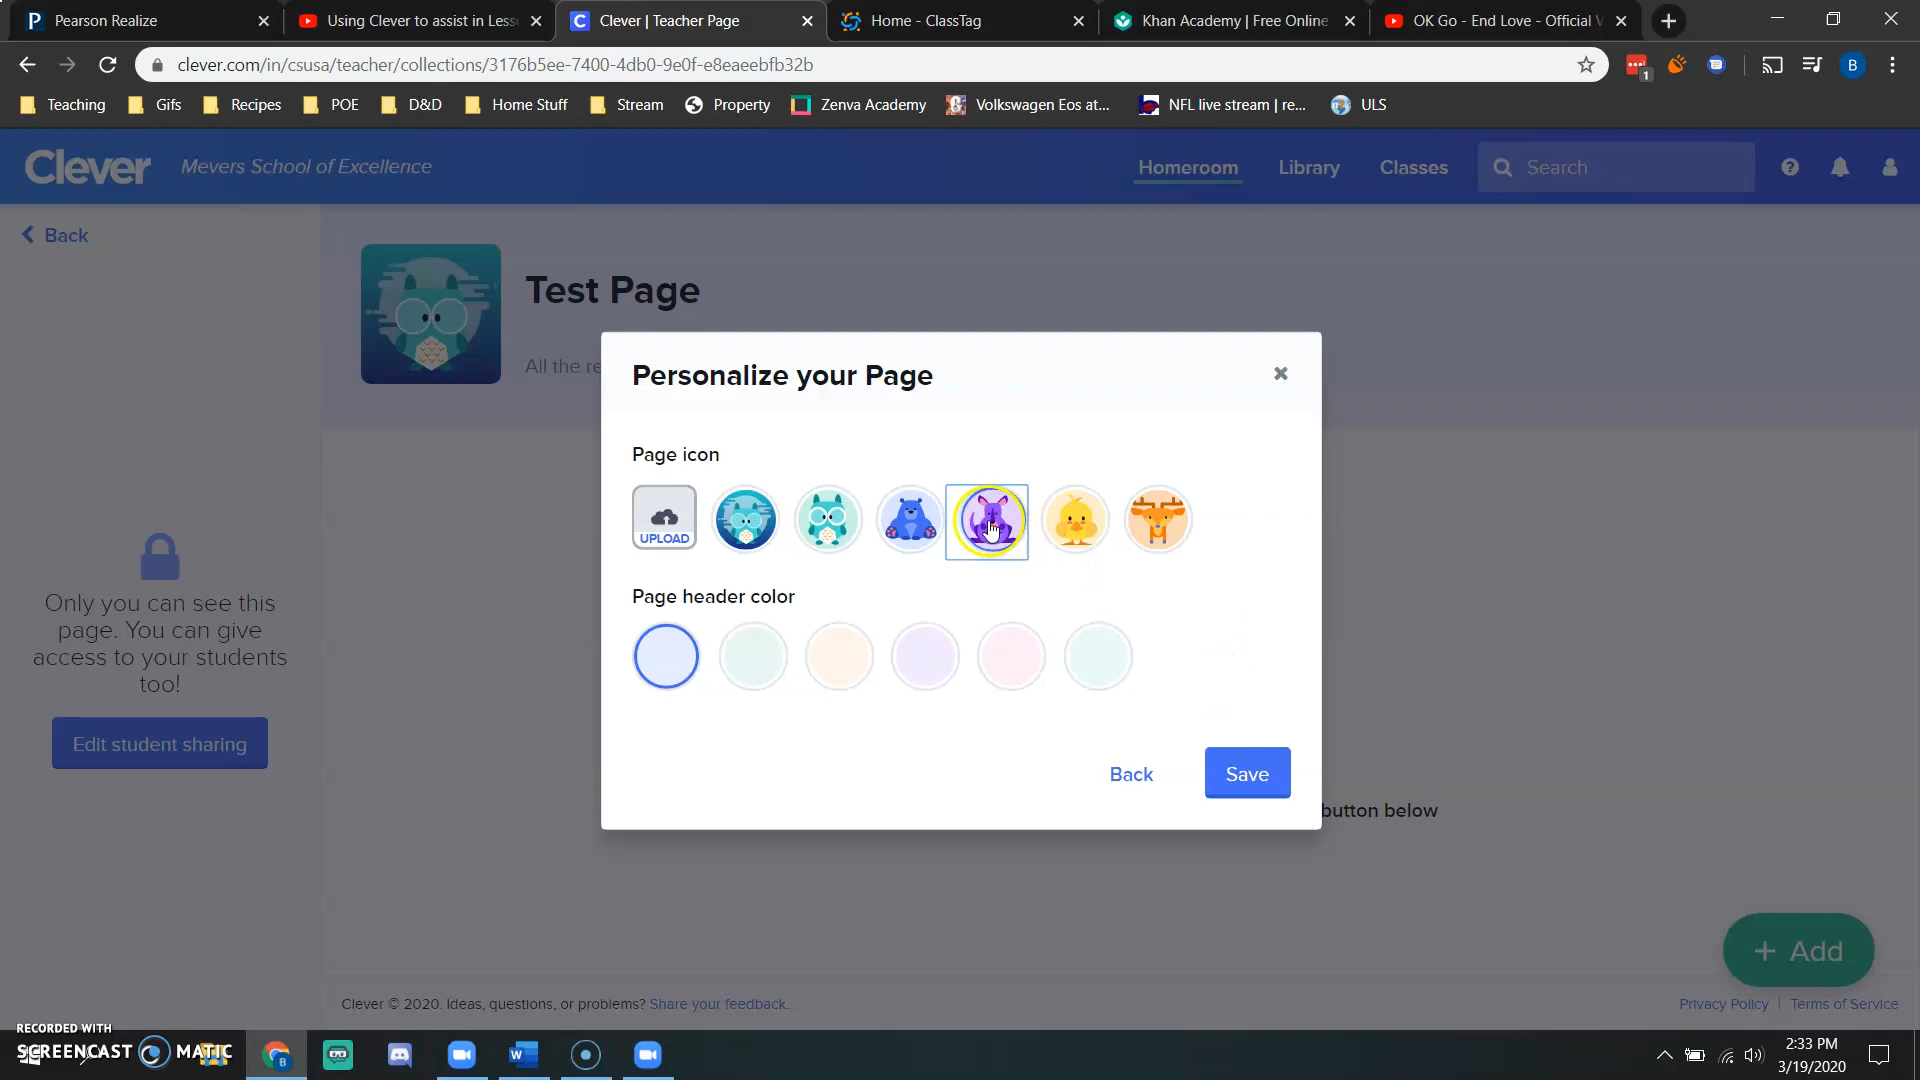 Pearson Realize
Using Clever to assist in Less
Clever | Teacher Page
Home - ClassTag
Khan Academy | Free Online
OK Go - End Love - Official V
clever.com/in/csusa/teacher/collections/3176b5ee-7400-4db0-9e0f-e8eaeebfb32b
1
B
Teaching
Gifs
Recipes
POE
D&D
Home Stuff
Stream
Property
Zenva Academy
Volkswagen Eos at...
NFL live stream | re...
ULS
Clever
Mevers School of Excellence
Homeroom
Library
Classes
Search
Back
Test Page
All the re
Personalize your Page
Page icon
UPLOAD
Page header color
Back
Save
Only you can see this
page. You can give
access to your students
too!
Edit student sharing
button below
+ Add
Clever © 2020. Ideas, questions, or problems? Share your feedback.
Privacy Policy | Terms of Service
RECORDED WITH
SCREENCAST MATIC
2:33 PM
3/19/2020